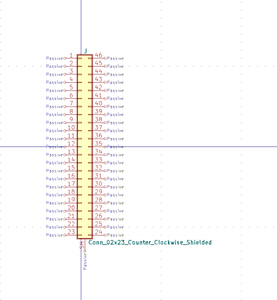 J
Passive 1 46 Passive
Passive 2 45 Passive
Passive 3 44 Passive
Passive 4 43 Passive
Passive 5 42 Passive
Passive 6 41 Passive
Passive 7 40 Passive
Passive 8 39 Passive
Passive 9 38 Passive
Passive 10 37 Passive
Passive 11 36 Passive
Passive 12 35 Passive
Passive 13 34 Passive
Passive 14 33 Passive
Passive 15 32 Passive
Passive 16 31 Passive
Passive 17 30 Passive
Passive 18 29 Passive
Passive 19 28 Passive
Passive 20 27 Passive
Passive 21 26 Passive
Passive 22 25 Passive
Passive 23 24 Passive
Conn_02x23_Counter_Clockwise_Shielded
Passive